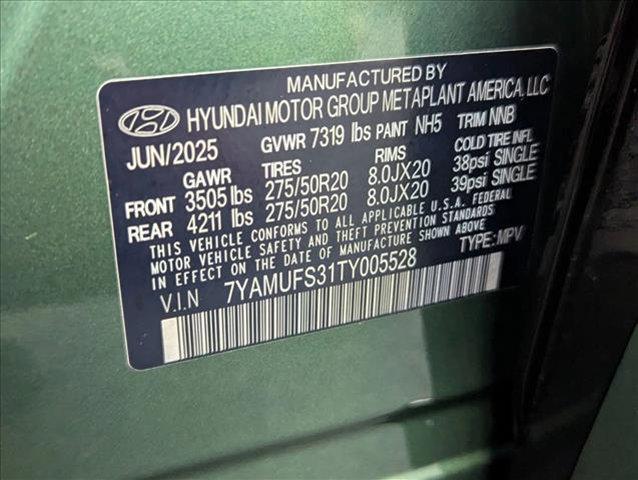 MANUFACTURED BY
HYUNDAI MOTOR GROUP METAPLANT AMERICA, LLC
JUN/2025 GVWR 7319 lbs PAINT NH5 TRIM NNB
GAWR TIRES RIMS COLD TIRE INFL
FRONT 3505 lbs 275/50R20 8.0JX20 38psi SINGLE
REAR 4211 lbs 275/50R20 8.0JX20 39psi SINGLE
THIS VEHICLE CONFORMS TO ALL APPLICABLE U.S.A. FEDERAL
MOTOR VEHICLE SAFETY AND THEFT PREVENTION STANDARDS
IN EFFECT ON THE DATE OF MANUFACTURE SHOWN ABOVE
V.I.N 7YAMUFS31TY005528 TYPE: MPV